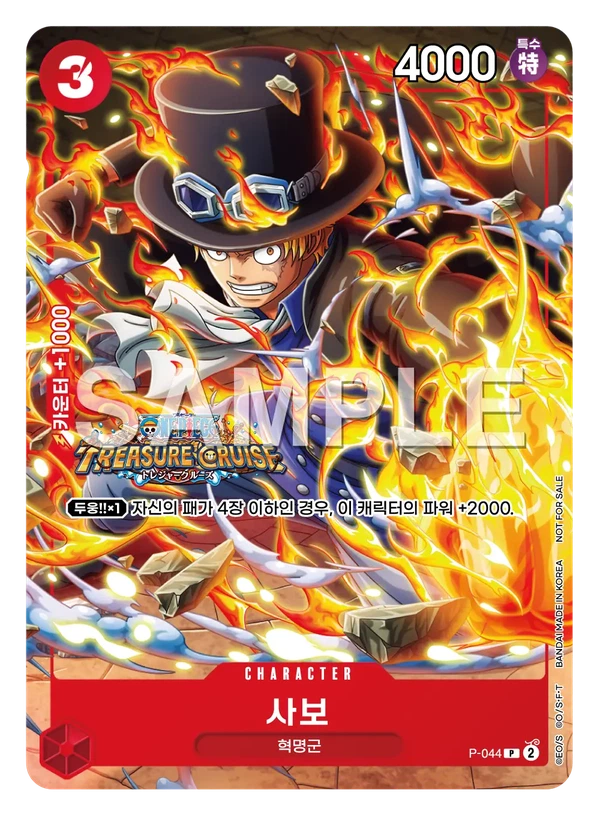 3
4000
특수
特
카운터 +1000
SAMPLE
ONE PIECE
TREASURE CRUISE
トレジャークルーズ
두웅!!×1 자신의 패가 4장 이하인 경우, 이 캐릭터의 파워 +2000.
CHARACTER
사보
혁명군
P-044 P 2
©E.O/S ©O./S·F·T BANDAI MADE IN KOREA NOT FOR SALE